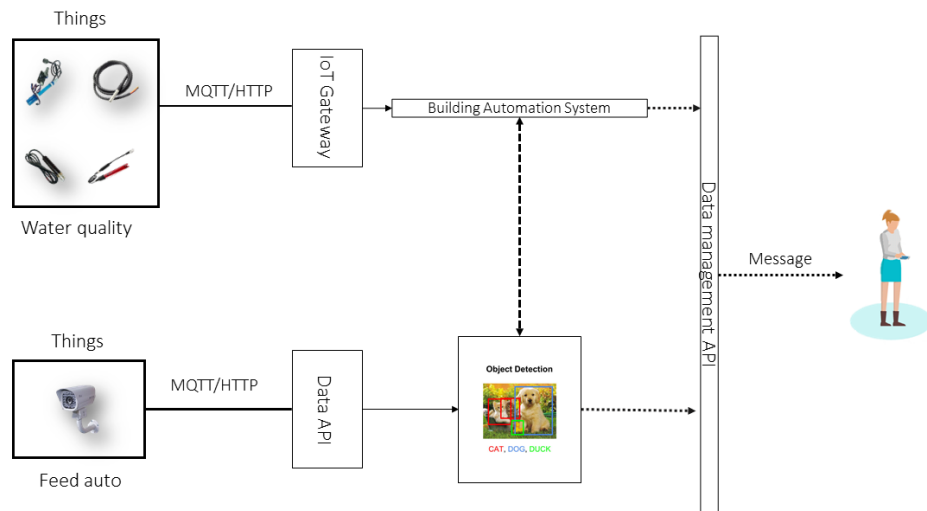 Things
MQTT/HTTP
IoT Gateway
Building Automation System
Water quality
Data management API
Message
Things
MQTT/HTTP
Data API
Object Detection
CAT, DOG, DUCK
Feed auto